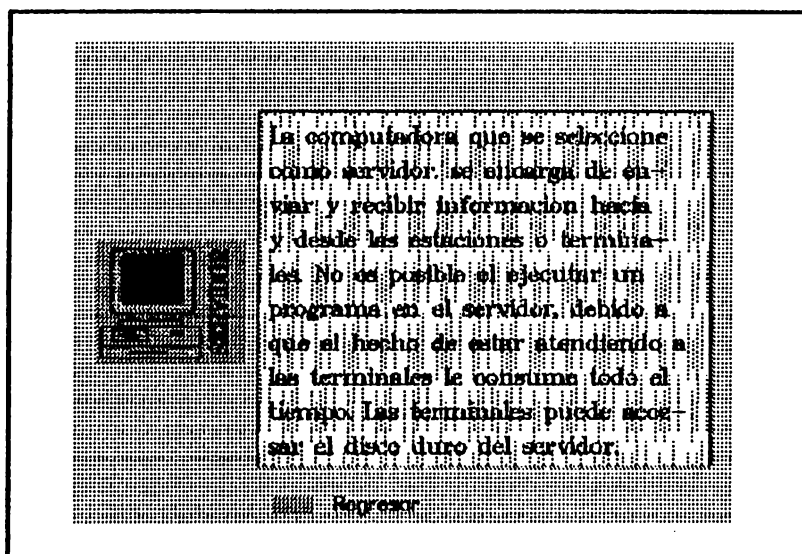 SERVIDOR
La computadora que se seleccione
como servidor, se encarga de en-
viar y recibir información hacia
y desde las estaciones o termina-
les. No es posible el ejecutar un
programa en el servidor, debido a
que el hecho de estar atendiendo a
las terminales le consume todo el
tiempo. Las terminales puede acce-
sar el disco duro del servidor.
Regresar